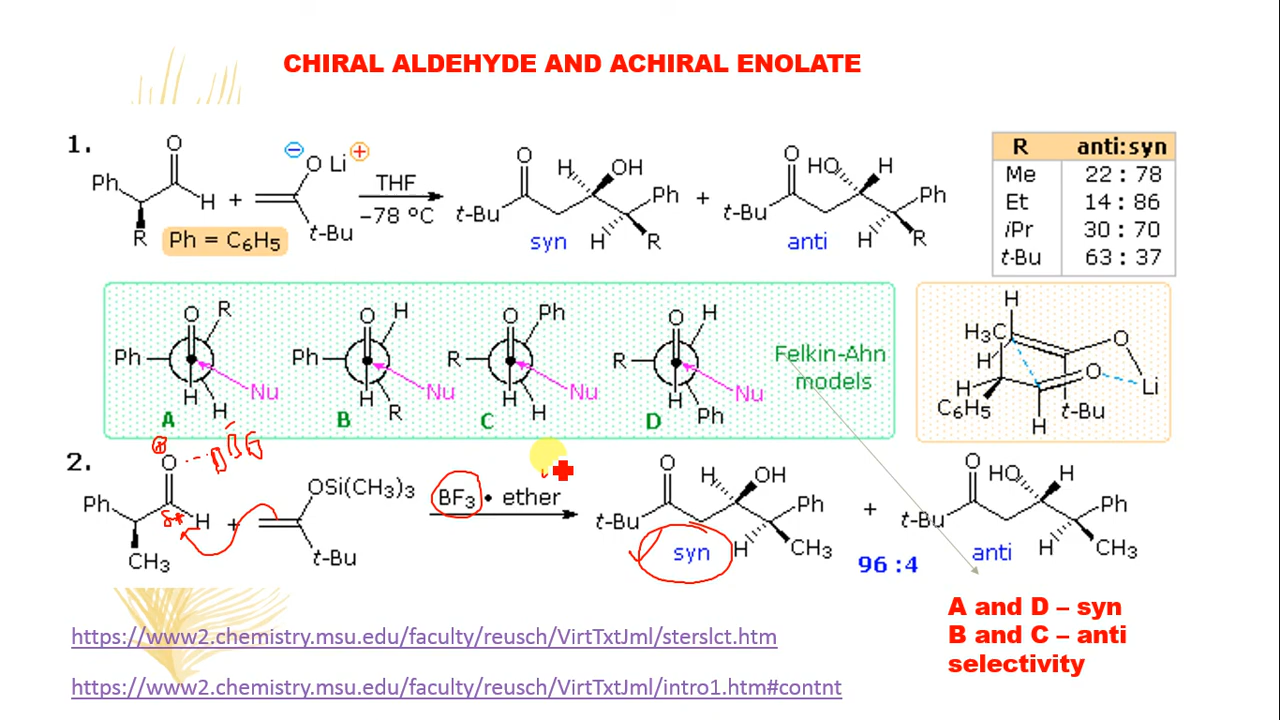 CHIRAL ALDEHYDE AND ACHIRAL ENOLATE
1.
O
Ph
H
R
Ph = C6H5
+
− O Li +
t-Bu
THF
−78 °C
O
H OH
t-Bu
Ph
H R
syn
+
O
HO H
t-Bu
Ph
H R
anti
R anti:syn
Me 22 : 78
Et 14 : 86
iPr 30 : 70
t-Bu 63 : 37
O R
Ph
Nu
H
H
A
O H
Ph
Nu
H
R
B
O Ph
R
Nu
H
H
C
O H
R
Nu
H
Ph
D
Felkin-Ahn
models
H
H3C
O
H
O
H
Li
C6H5
t-Bu
H
2.
⊕
O
Ph
δ+ H
CH3
+
OSi(CH3)3
t-Bu
BF3 • ether
O
H OH
t-Bu
Ph
H CH3
syn
+
96 :4
O
HO H
t-Bu
Ph
H CH3
anti
A and D – syn
B and C – anti
selectivity
https://www2.chemistry.msu.edu/faculty/reusch/VirtTxtJml/sterslct.htm
https://www2.chemistry.msu.edu/faculty/reusch/VirtTxtJml/intro1.htm#contnt